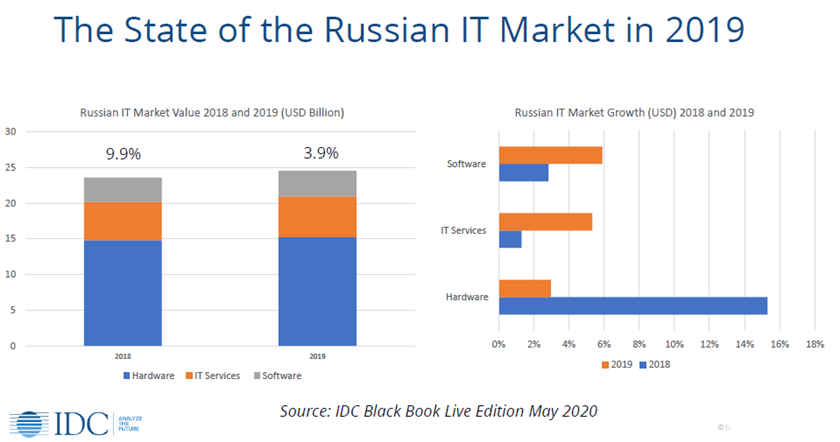 The State of the Russian IT Market in 2019
Russian IT Market Value 2018 and 2019 (USD Billion)
30
25
20
15
10
5
0
9.9%
3.9%
2018
2019
Hardware IT Services Software
Russian IT Market Growth (USD) 2018 and 2019
Software
IT Services
Hardware
0% 2% 4% 6% 8% 10% 12% 14% 16% 18%
2019 2018
IDC
ANALYZE
THE
FUTURE
Source: IDC Black Book Live Edition May 2020